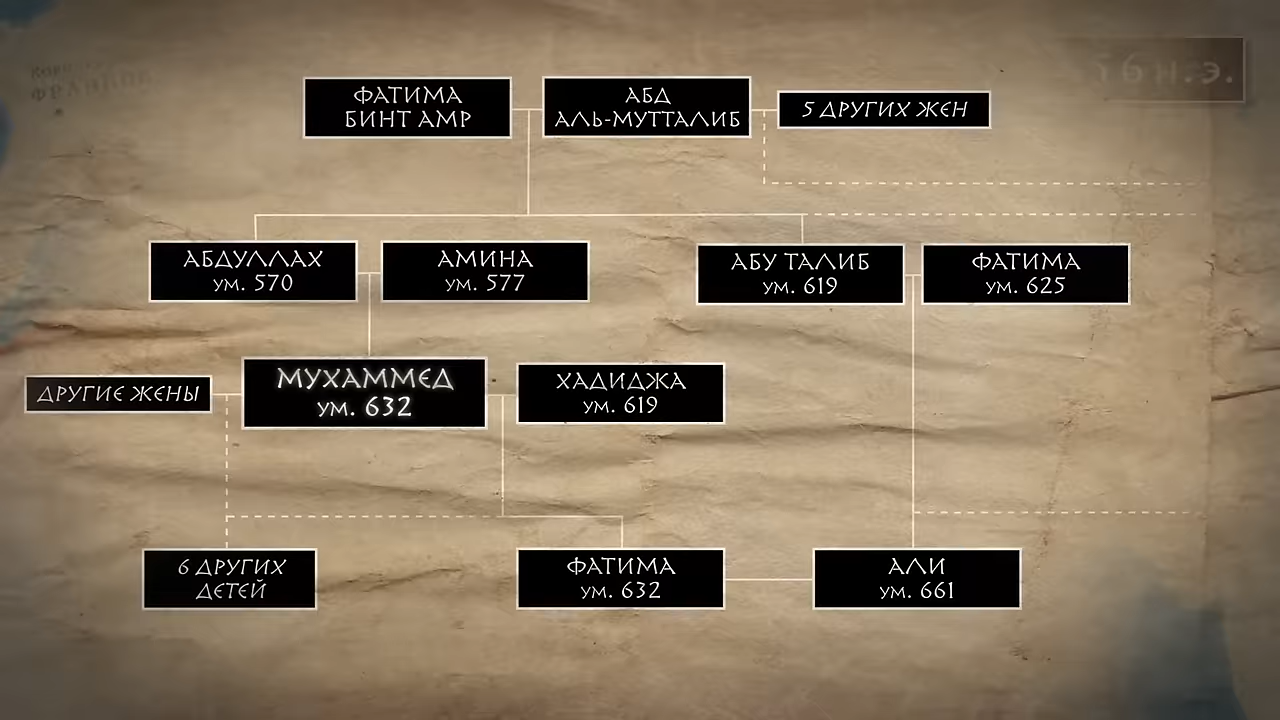 ФАТИМА
БИНТ АМР
АБД
АЛЬ-МУТТАЛИБ
5 ДРУГИХ ЖЕН
АБДУЛЛАХ
УМ. 570
АМИНА
УМ. 577
АБУ ТАЛИБ
УМ. 619
ФАТИМА
УМ. 625
ДРУГИЕ ЖЕНЫ
МУХАММЕД
УМ. 632
ХАДИДЖА
УМ. 619
6 ДРУГИХ
ДЕТЕЙ
ФАТИМА
УМ. 632
АЛИ
УМ. 661